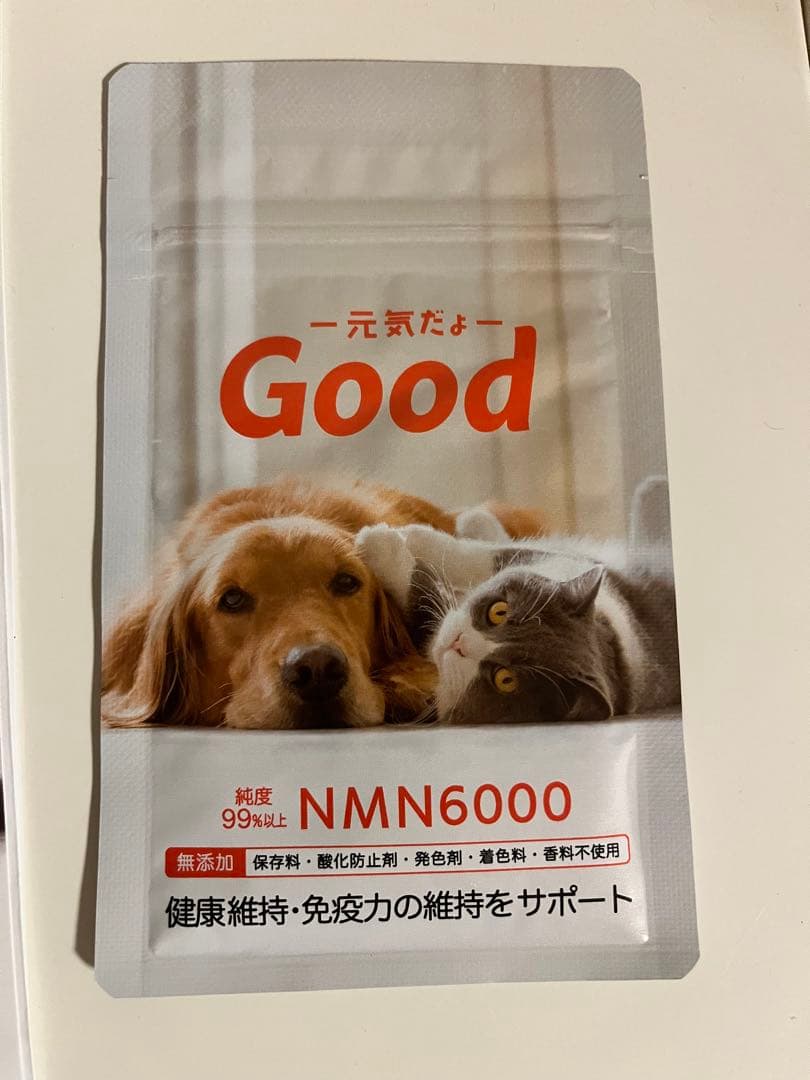 ー元気だょー
Good
純度
99%以上 NMN6000
無添加 保存料・酸化防止剤・発色剤・着色料・香料不使用
健康維持・免疫力の維持をサポート